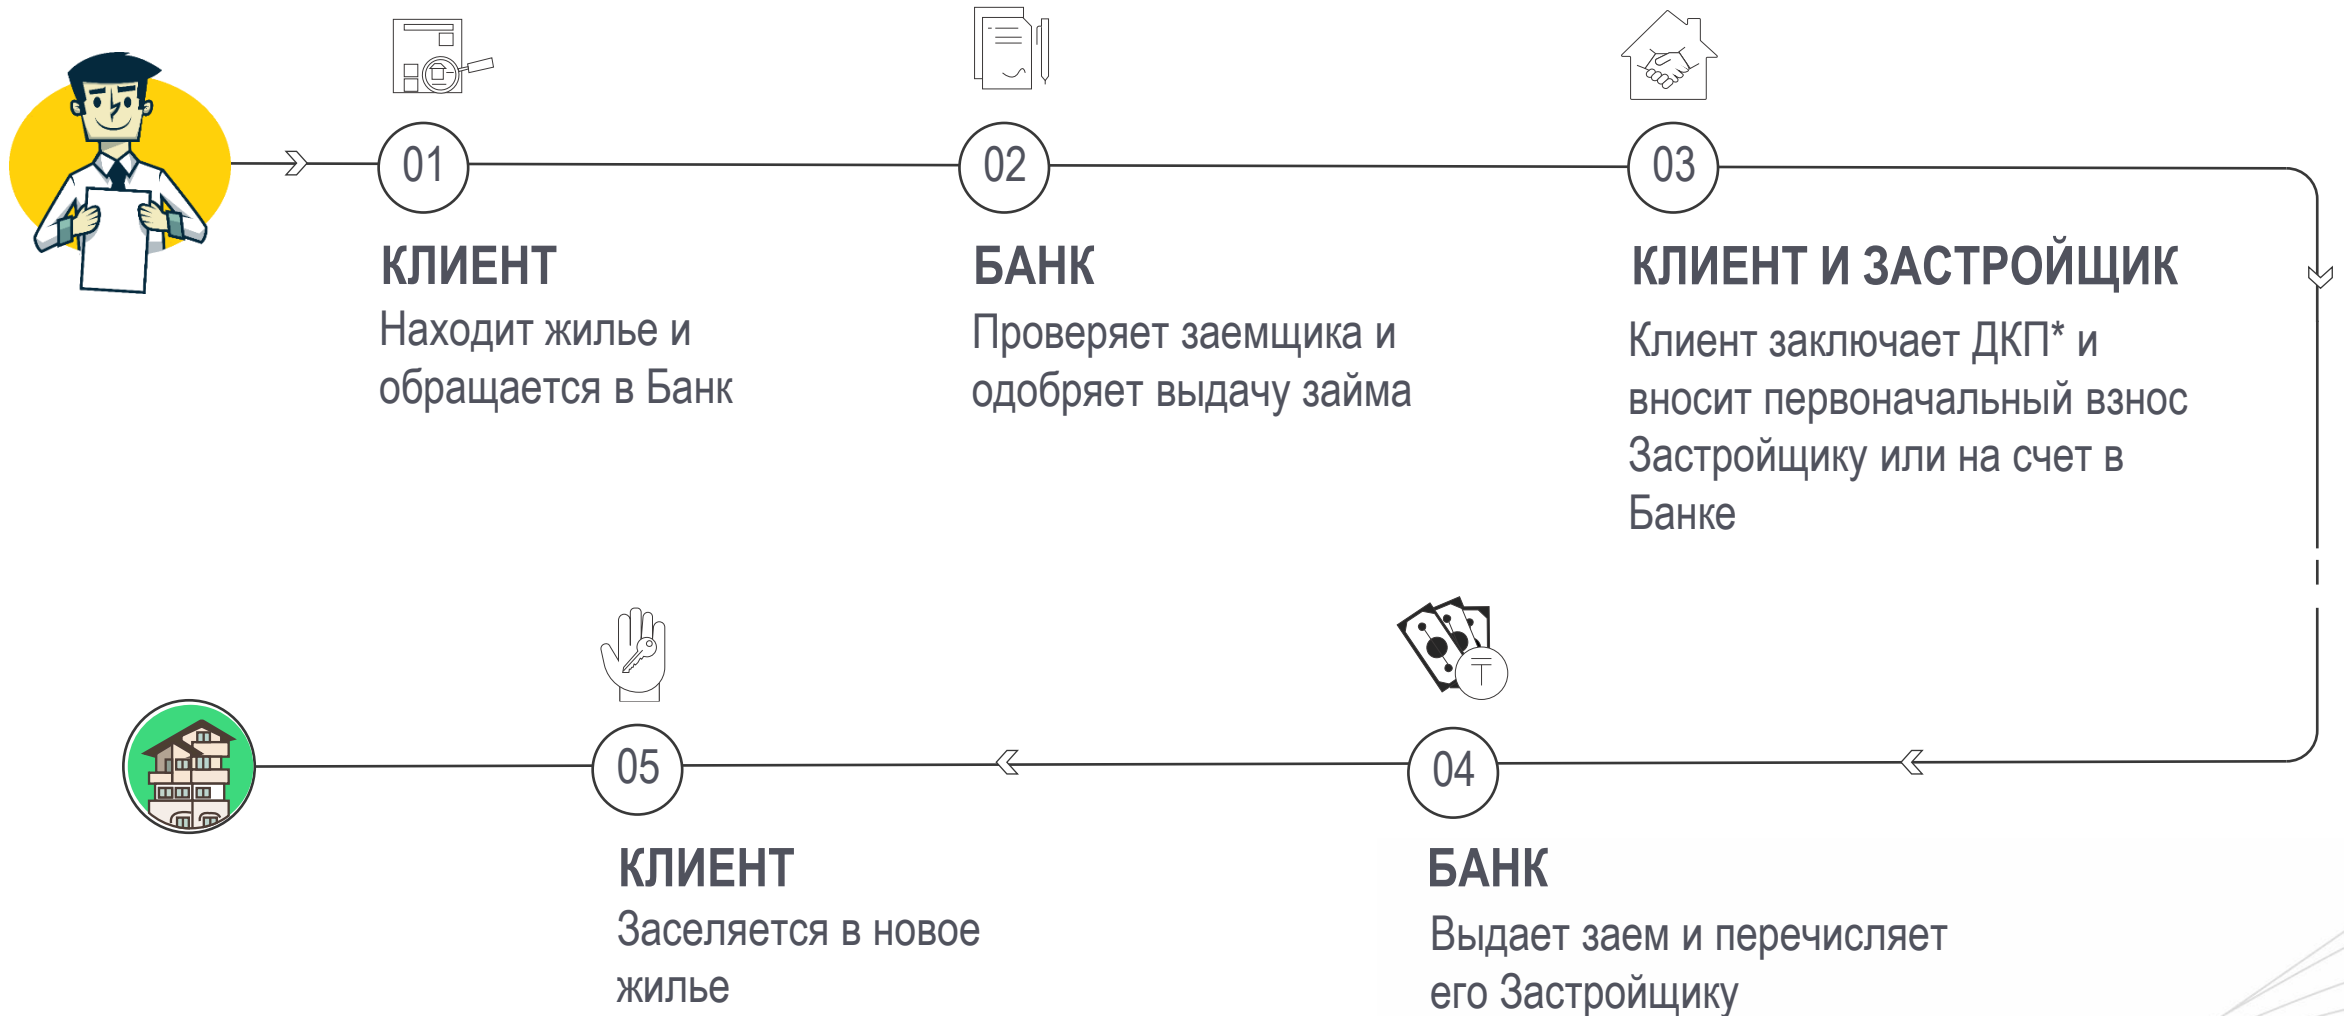 01
КЛИЕНТ
Находит жилье и
обращается в Банк
02
БАНК
Проверяет заемщика и
одобряет выдачу займа
03
КЛИЕНТ И ЗАСТРОЙЩИК
Клиент заключает ДКП* и
вносит первоначальный взнос
Застройщику или на счет в
Банке
₸
04
БАНК
Выдает заем и перечисляет
его Застройщику
05
КЛИЕНТ
Заселяется в новое
жилье